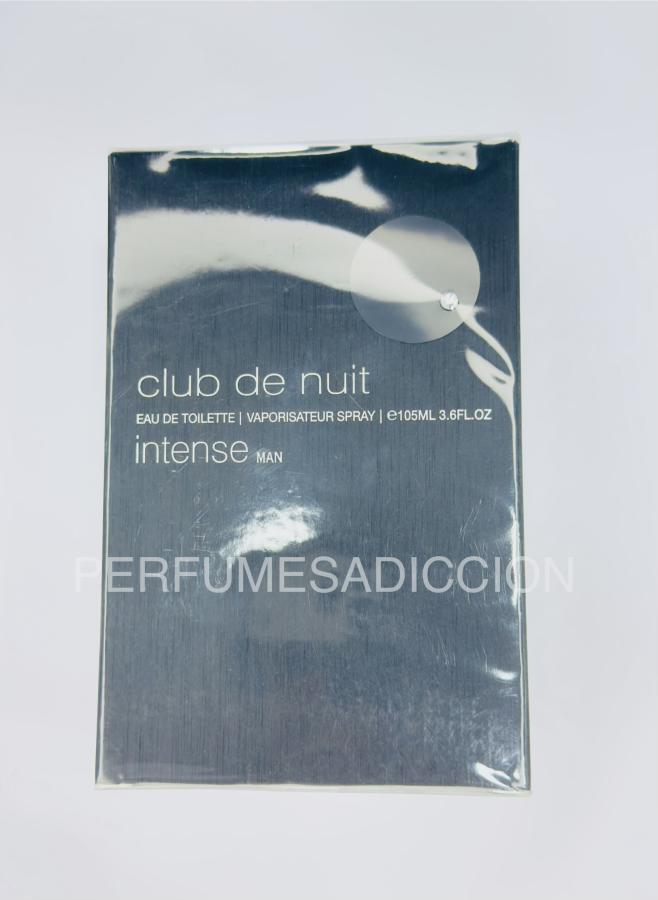 club de nuit
EAU DE TOILETTE | VAPORISATEUR SPRAY | ℮105ML 3.6FL.OZ
intense MAN
PERFUMESADICCION